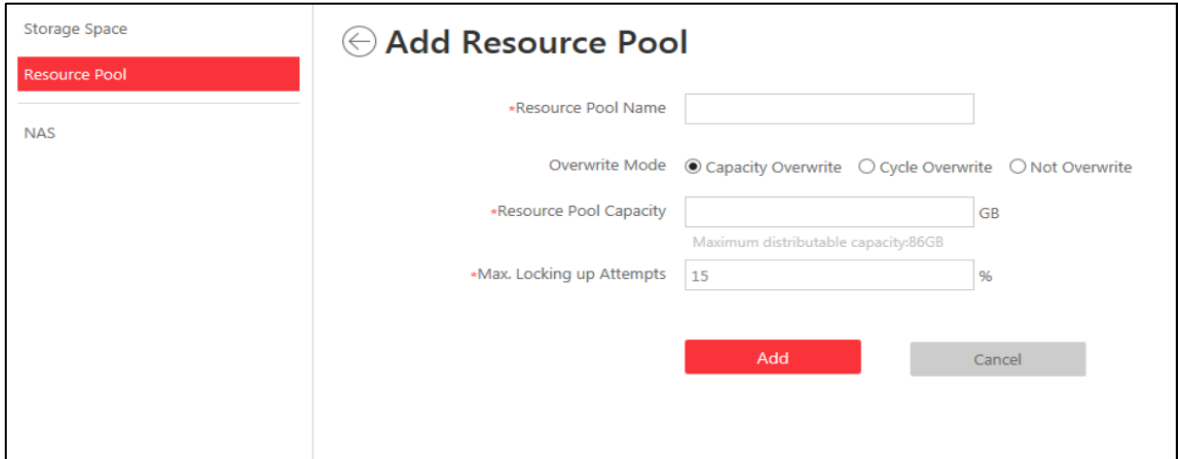 Storage Space
Resource Pool
NAS
Add Resource Pool
*Resource Pool Name
Overwrite Mode Capacity Overwrite Cycle Overwrite Not Overwrite
*Resource Pool Capacity GB
Maximum distributable capacity:86GB
*Max. Locking up Attempts 15 %
Add Cancel